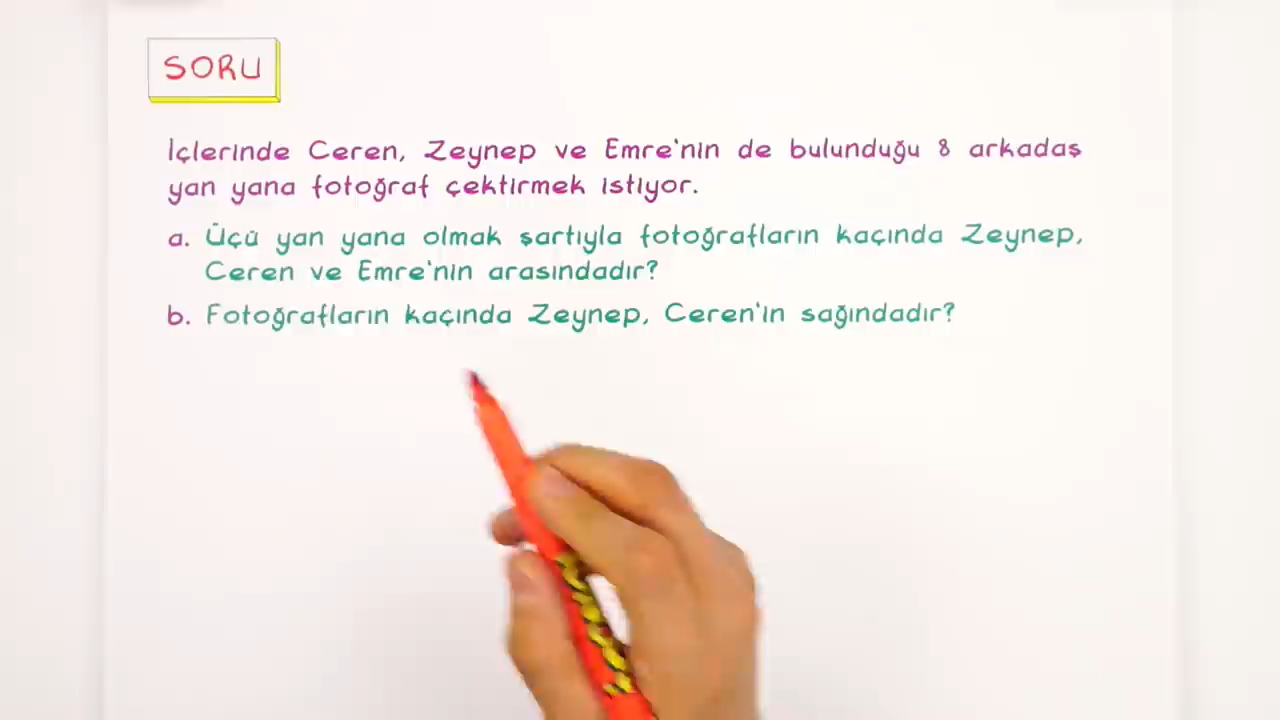 SORU
İçlerinde Ceren, Zeynep ve Emre'nin de bulunduğu 8 arkadaş
yan yana fotoğraf çektirmek istiyor.
a. Üçü yan yana olmak şartıyla fotoğrafların kaçında Zeynep,
Ceren ve Emre'nin arasındadır?
b. Fotoğrafların kaçında Zeynep, Ceren'in sağındadır?